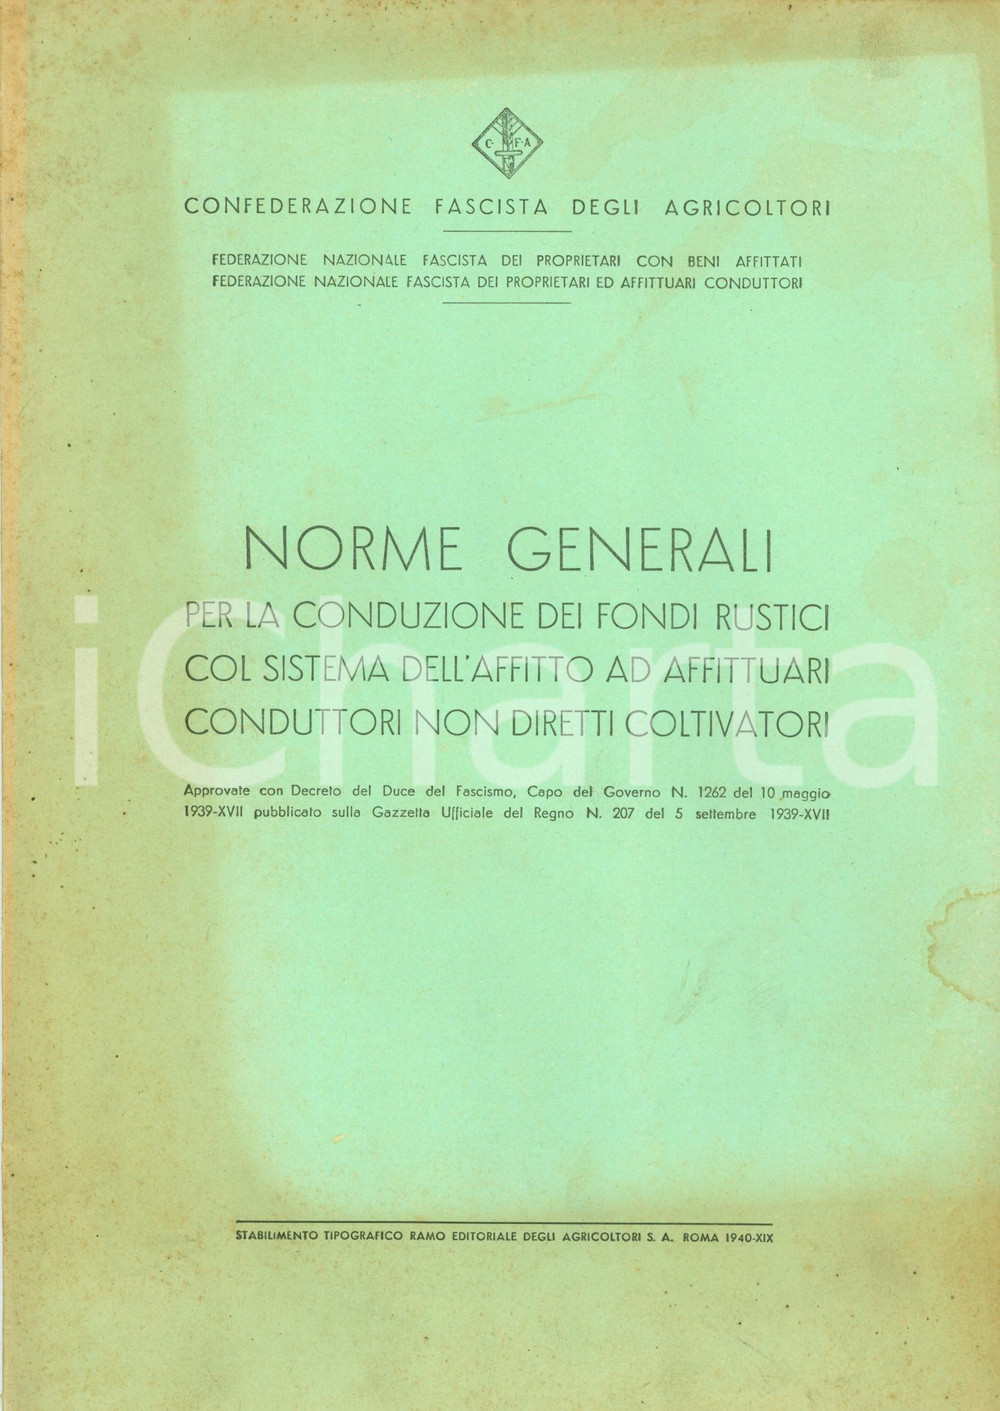 C. F. A
CONFEDERAZIONE FASCISTA DEGLI AGRICOLTORI
FEDERAZIONE NAZIONALE FASCISTA DEI PROPRIETARI CON BENI AFFITTATI
FEDERAZIONE NAZIONALE FASCISTA DEI PROPRIETARI ED AFFITTUARI CONDUTTORI
NORME GENERALI
PER LA CONDUZIONE DEI FONDI RUSTICI
COL SISTEMA DELL'AFFITTO AD AFFITTUARI
CONDUTTORI NON DIRETTI COLTIVATORI
iCharta
Approvate con Decreto del Duce del Fascismo, Capo del Governo N. 1262 del 10 maggio
1939-XVII pubblicato sulla Gazzetta Ufficiale del Regno N. 207 del 5 settembre 1939-XVII
STABILIMENTO TIPOGRAFICO RAMO EDITORIALE DEGLI AGRICOLTORI S. A. ROMA 1940-XIX